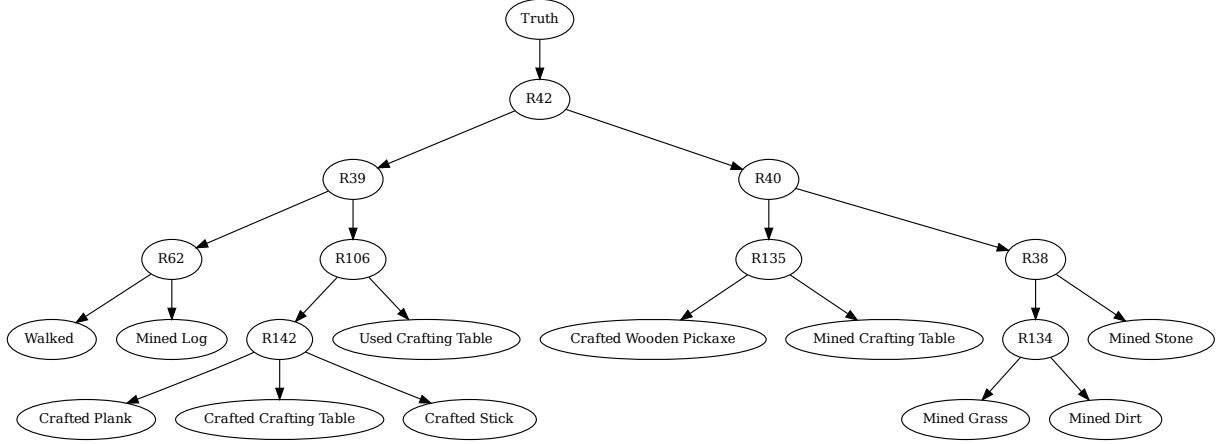 Truth
R42
R39
R40
R62
R106
R135
R38
Walked
Mined Log
R142
Used Crafting Table
Crafted Wooden Pickaxe
Mined Crafting Table
R134
Mined Stone
Crafted Plank
Crafted Crafting Table
Crafted Stick
Mined Grass
Mined Dirt